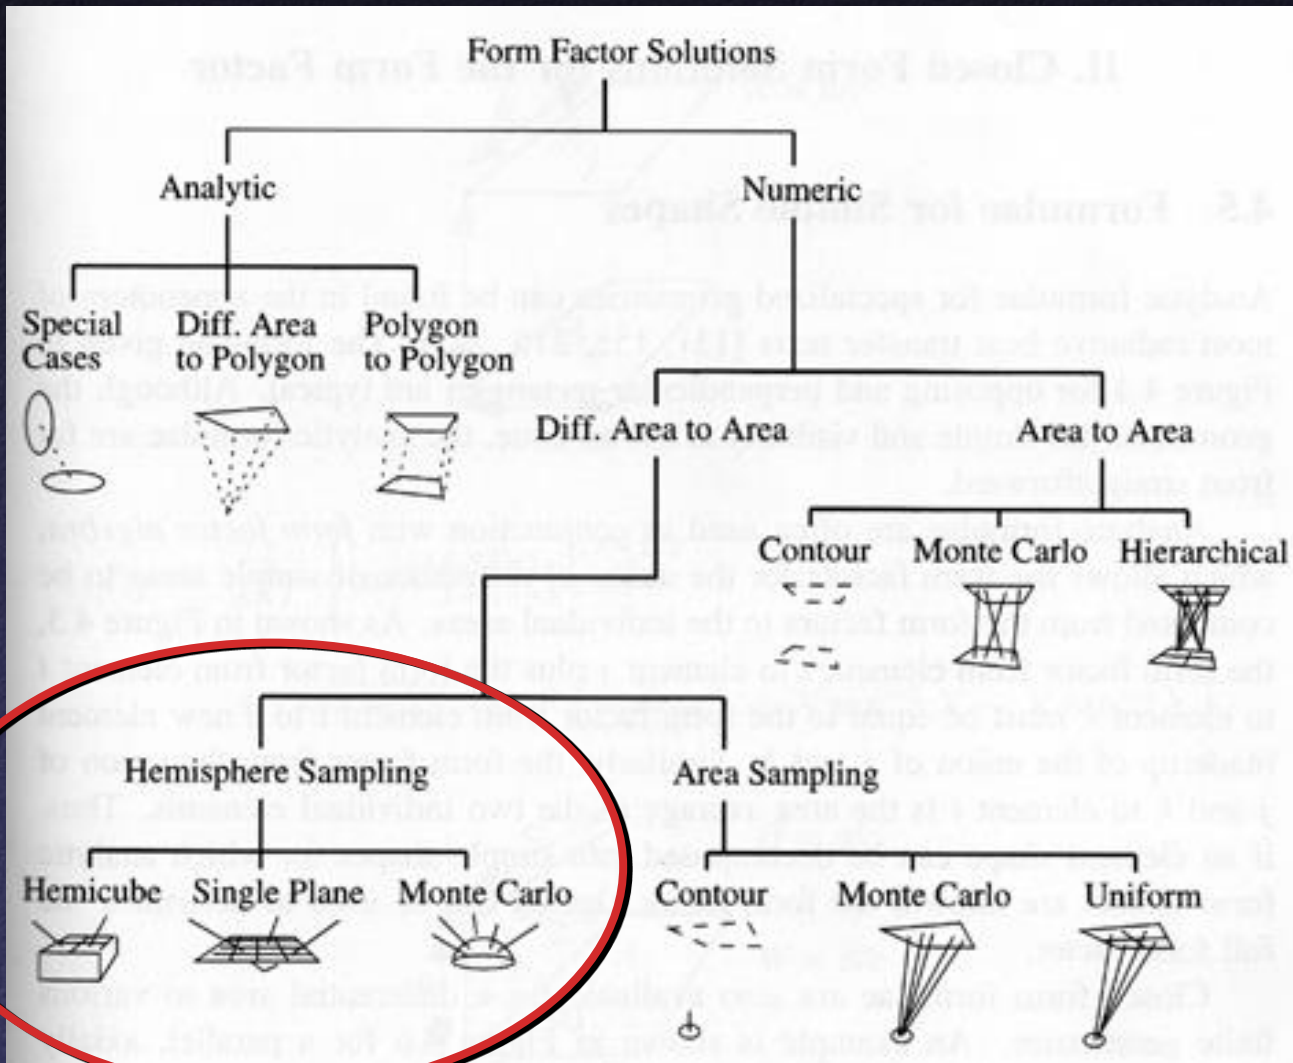 Form Factor Solutions
Analytic
Numeric
Special
Cases
Diff. Area
to Polygon
Polygon
to Polygon
Diff. Area to Area
Area to Area
Contour
Monte Carlo
Hierarchical
Hemisphere Sampling
Area Sampling
Hemicube
Single Plane
Monte Carlo
Contour
Monte Carlo
Uniform